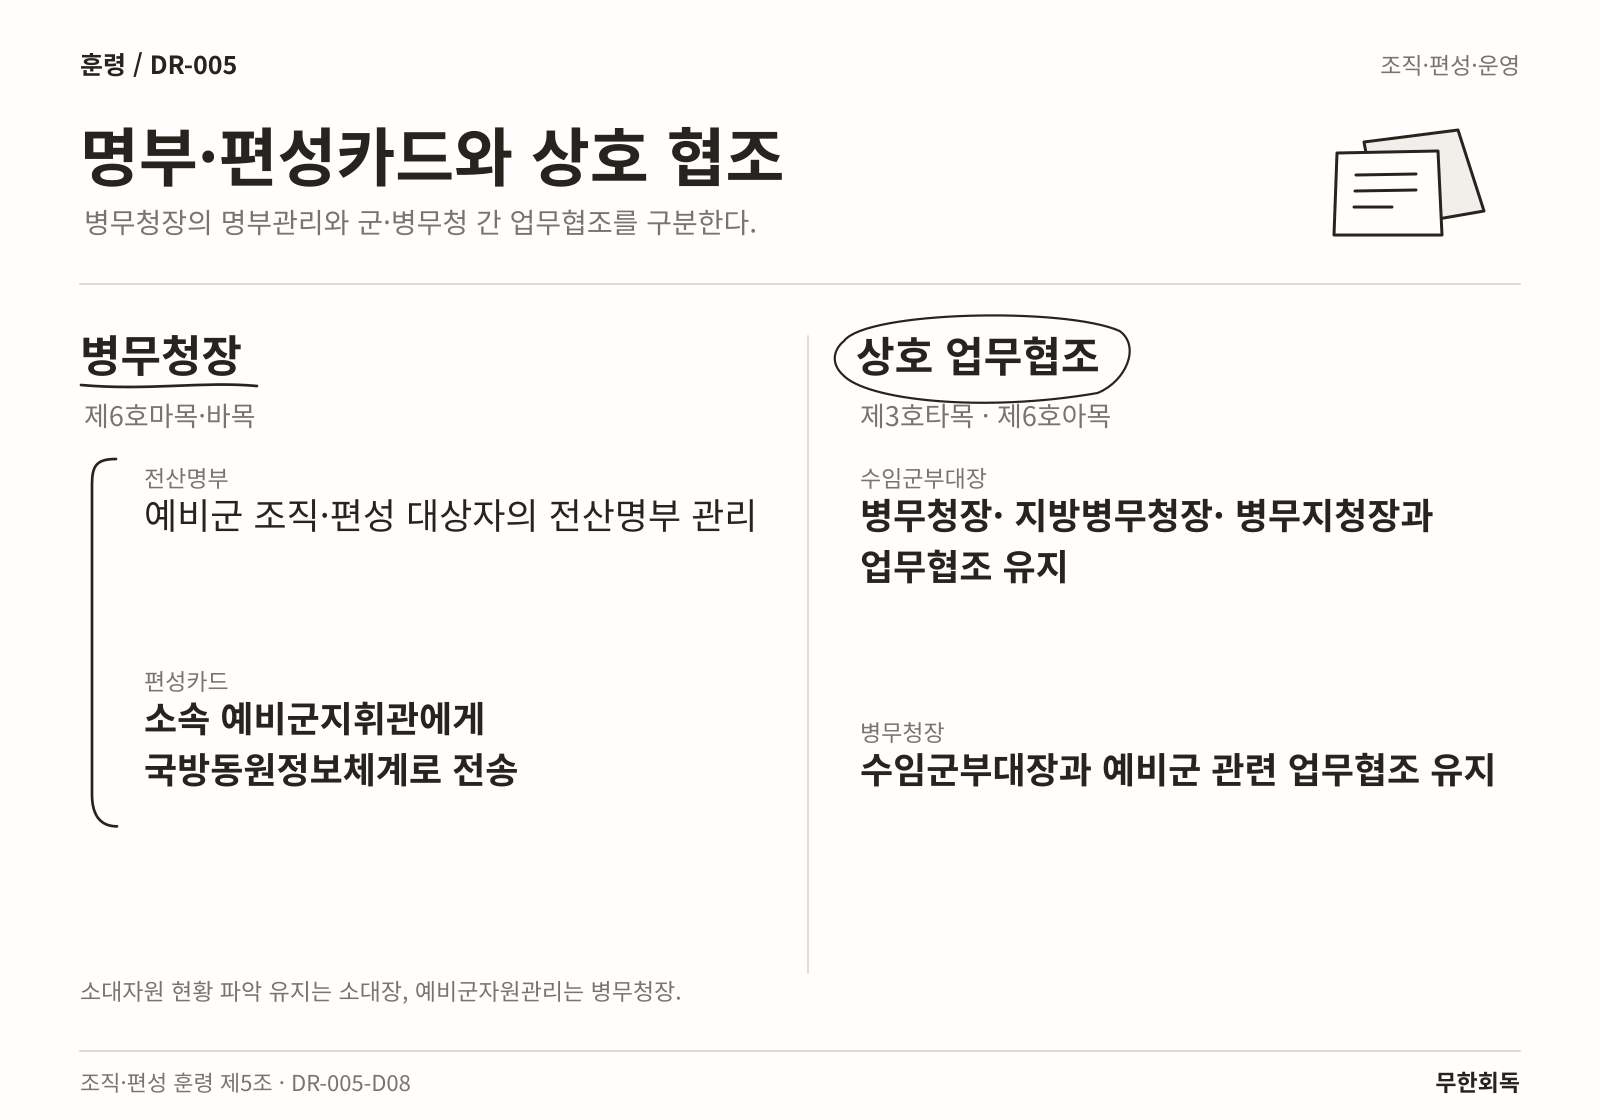 훈령 / DR-005
조직·편성·운영
명부·편성카드와 상호 협조
병무청장의 명부관리와 군·병무청 간 업무협조를 구분한다.
병무청장
제6호마목·바목
전산명부
예비군 조직·편성 대상자의 전산명부 관리
편성카드
소속 예비군지휘관에게
국방동원정보체계로 전송
상호 업무협조
제3호타목 · 제6호아목
수임군부대장
병무청장· 지방병무청장· 병무지청장과
업무협조 유지
병무청장
수임군부대장과 예비군 관련 업무협조 유지
소대자원 현황 파악 유지는 소대장, 예비군자원관리는 병무청장.
조직·편성 훈령 제5조 · DR-005-D08
무한회독